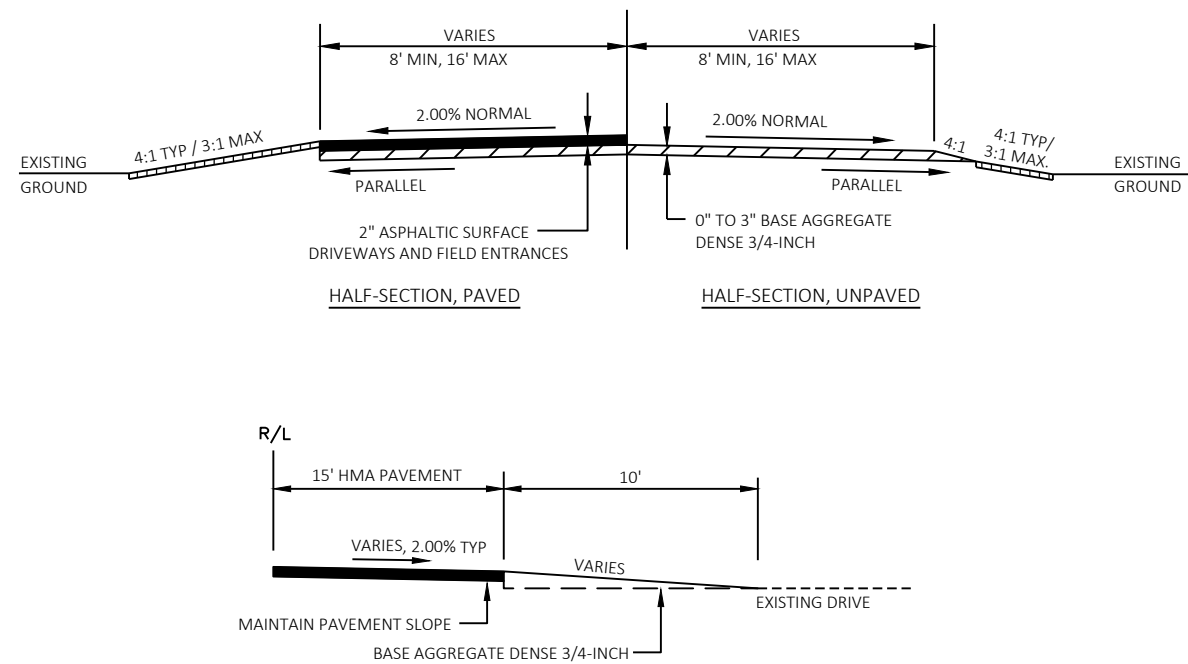 VARIES
8' MIN, 16' MAX
VARIES
8' MIN, 16' MAX
2.00% NORMAL
2.00% NORMAL
4:1 TYP / 3:1 MAX
4:1
4:1 TYP/
3:1 MAX.
EXISTING
GROUND
EXISTING
GROUND
PARALLEL
PARALLEL
2" ASPHALTIC SURFACE
DRIVEWAYS AND FIELD ENTRANCES
0" TO 3" BASE AGGREGATE
DENSE 3/4-INCH
HALF-SECTION, PAVED
HALF-SECTION, UNPAVED
R/L
15' HMA PAVEMENT
10'
VARIES, 2.00% TYP
VARIES
EXISTING DRIVE
MAINTAIN PAVEMENT SLOPE
BASE AGGREGATE DENSE 3/4-INCH